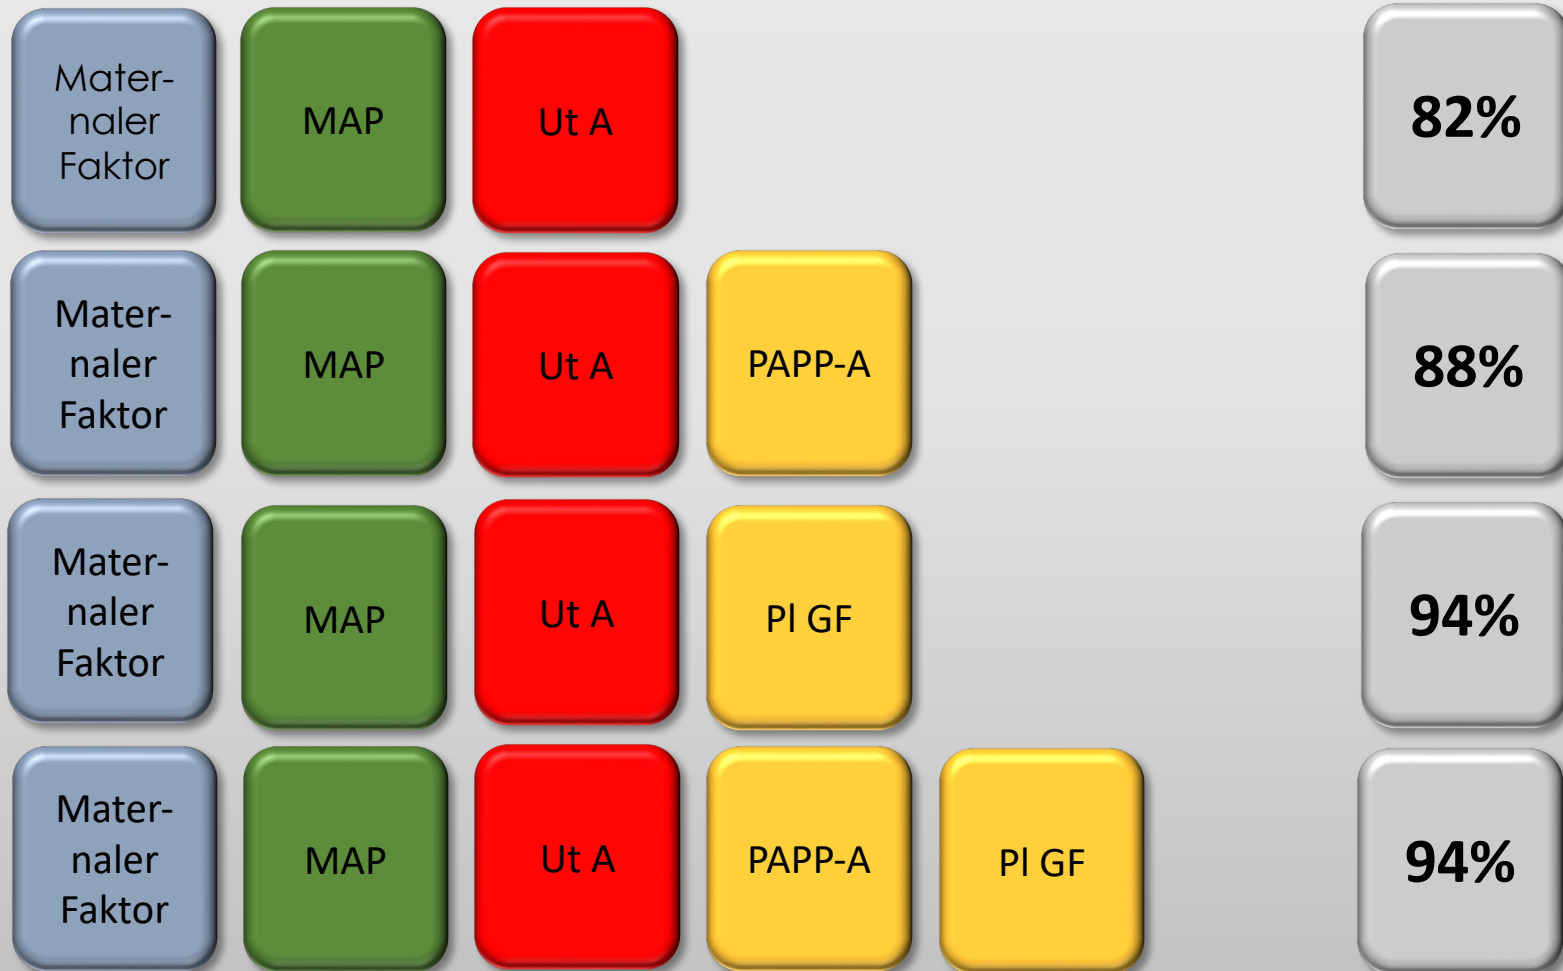 Mater-
naler
Faktor
MAP
Ut A
82%
Mater-
naler
Faktor
MAP
Ut A
PAPP-A
88%
Mater-
naler
Faktor
MAP
Ut A
Pl GF
94%
Mater-
naler
Faktor
MAP
Ut A
PAPP-A
Pl GF
94%